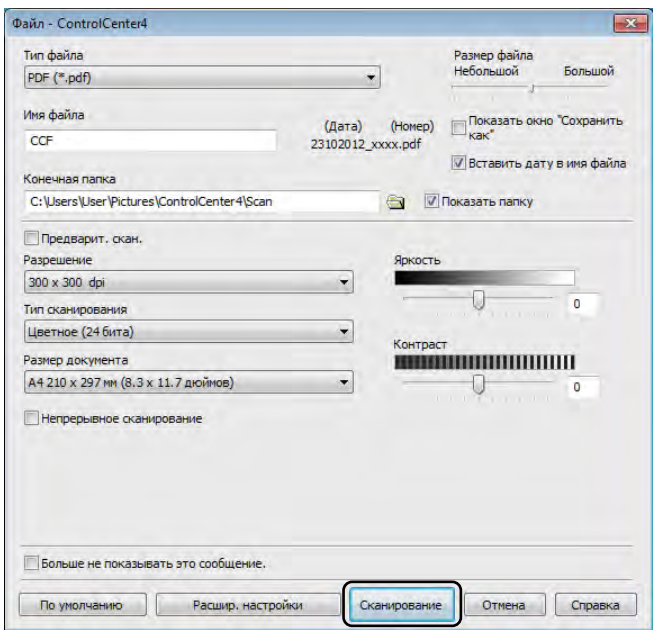 Файл - ControlCenter4
Тип файла
PDF (*.pdf)
Размер файла
Небольшой Большой
Имя файла
CCF
(Дата) (Номер)
23102012_xxxx.pdf
Показать окно "Сохранить
как"
Вставить дату в имя файла
Конечная папка
C:\Users\User\Pictures\ControlCenter4\Scan
Показать папку
Предварит. скан.
Разрешение
300 x 300 dpi
Тип сканирования
Цветное (24 бита)
Размер документа
A4 210 x 297 мм (8.3 x 11.7 дюймов)
Непрерывное сканирование
Яркость
0
Контраст
0
Больше не показывать это сообщение.
По умолчанию Расшир. настройки Сканирование Отмена Справка